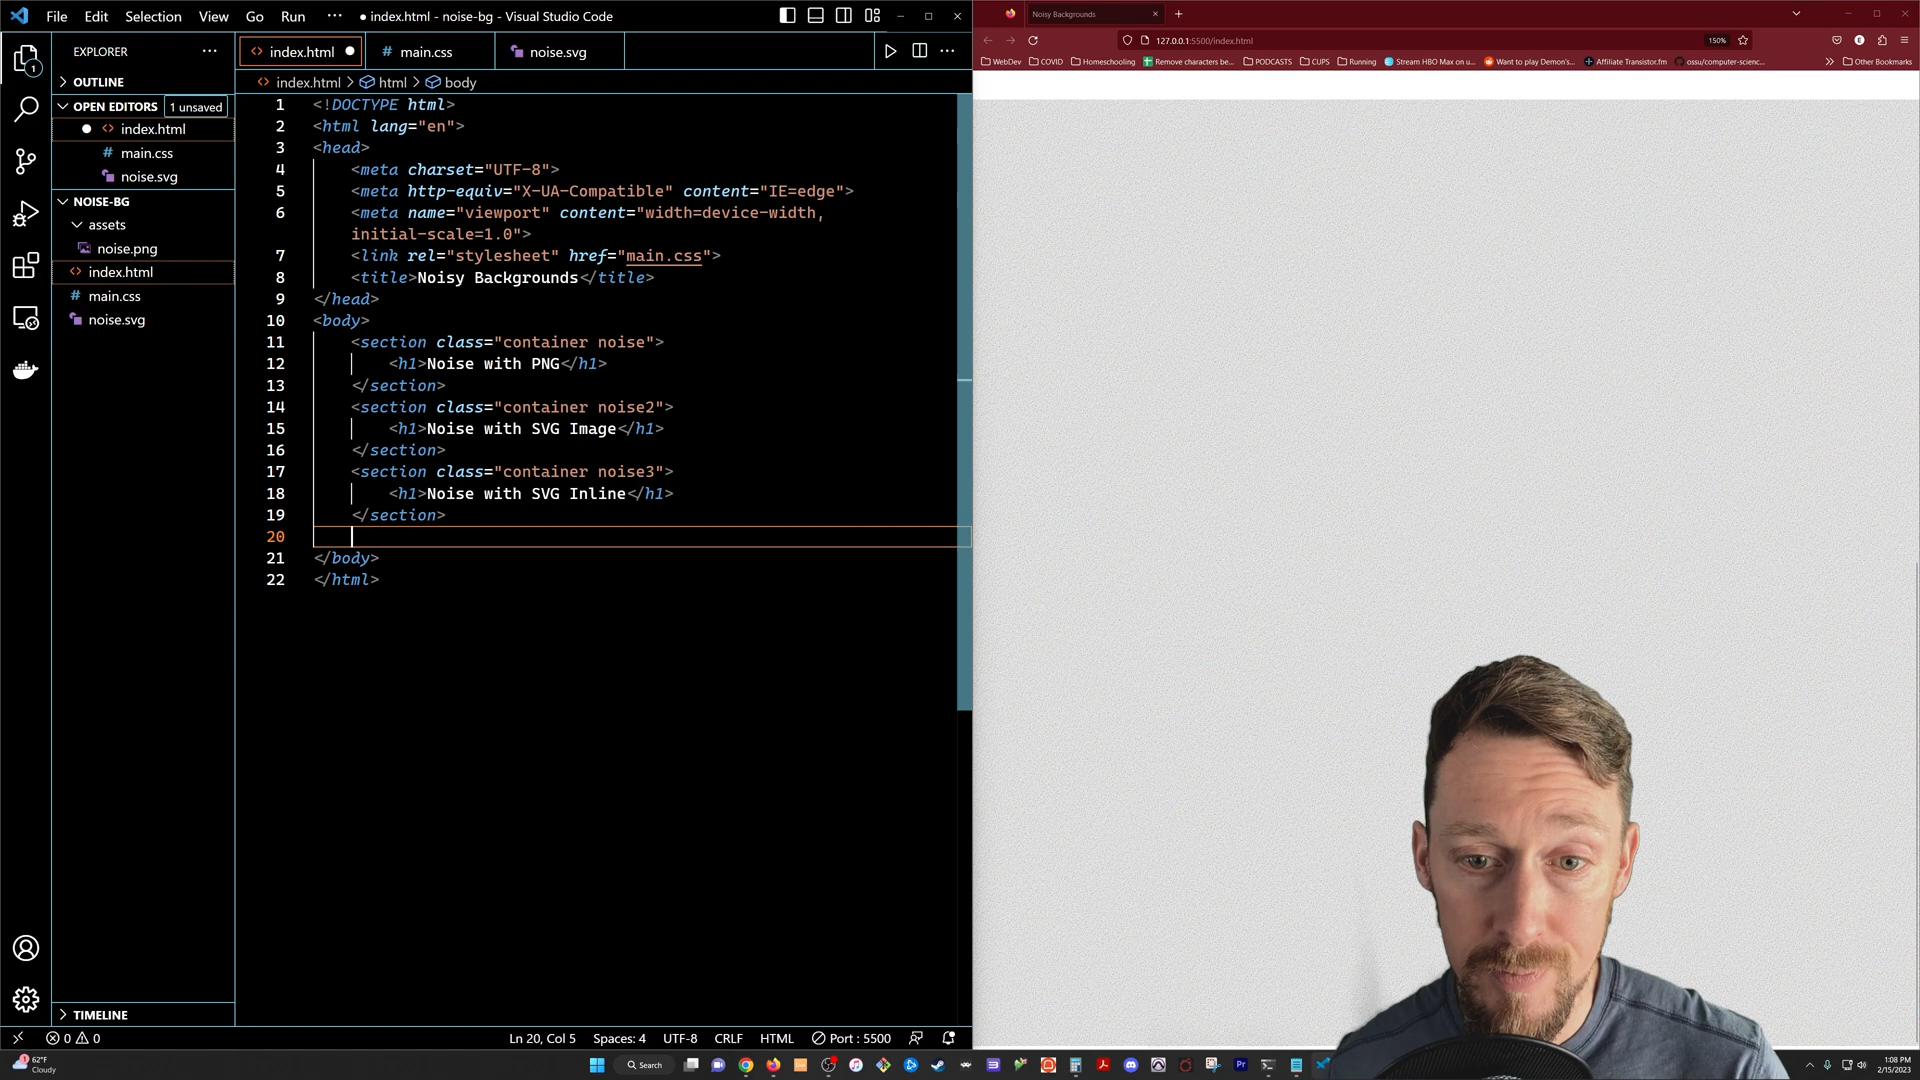 File Edit Selection View Go Run ··· ● index.html - noise-bg - Visual Studio Code
EXPLORER
OUTLINE
OPEN EDITORS 1 unsaved
index.html
main.css
noise.svg
NOISE-BG
assets
noise.png
index.html
main.css
noise.svg
TIMELINE
1
index.html ● # main.css noise.svg
index.html > html > body
1 <!DOCTYPE html>
2 <html lang="en">
3 <head>
4 <meta charset="UTF-8">
5 <meta http-equiv="X-UA-Compatible" content="IE=edge">
6 <meta name="viewport" content="width=device-width,
initial-scale=1.0">
7 <link rel="stylesheet" href="main.css">
8 <title>Noisy Backgrounds</title>
9 </head>
10 <body>
11 <section class="container noise">
12 <h1>Noise with PNG</h1>
13 </section>
14 <section class="container noise2">
15 <h1>Noise with SVG Image</h1>
16 </section>
17 <section class="container noise3">
18 <h1>Noise with SVG Inline</h1>
19 </section>
20
21 </body>
22 </html>
0 0 Ln 20, Col 5 Spaces: 4 UTF-8 CRLF HTML Port : 5500
Noisy Backgrounds
127.0.0.1:5500/index.html 150%
WebDev COVID Homeschooling Remove characters be... PODCASTS CUPS Running Stream HBO Max on u... Want to play Demon's... Affiliate Transistor.fm ossu/computer-scienc... Other Bookmarks
62°F
Cloudy
Search
1:08 PM
2/15/2023